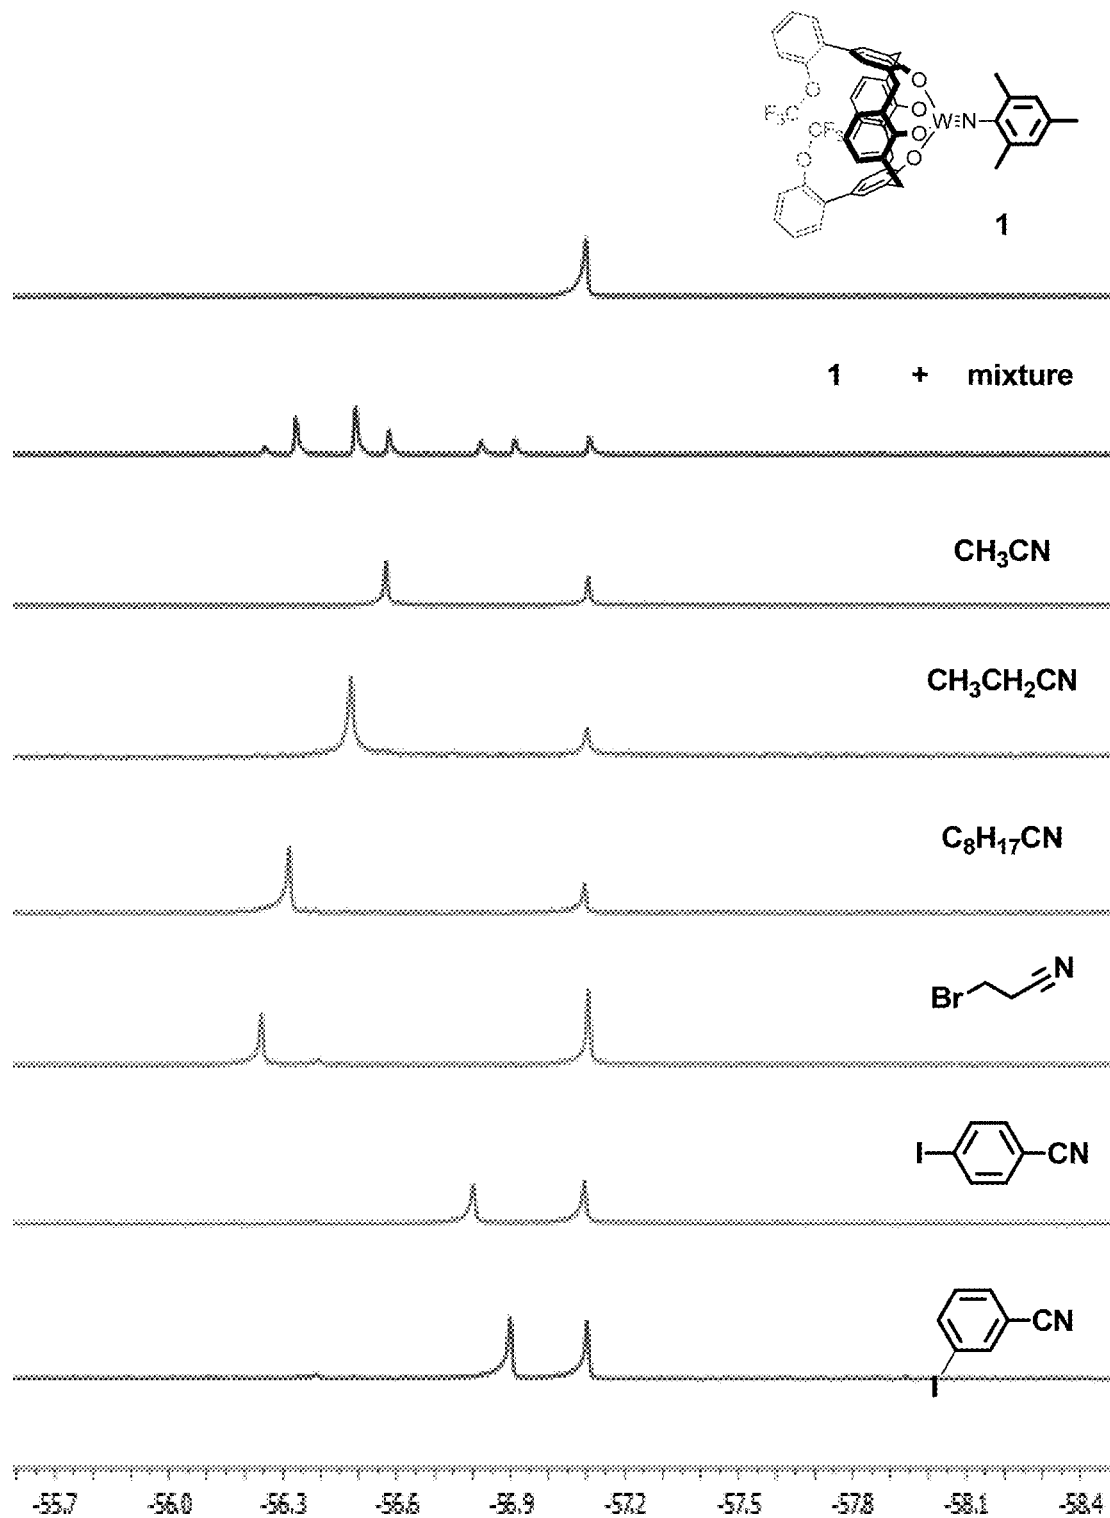 O
O
F₃C
O
W≡N
CF₃
O
O
O
1
1 + mixture
CH₃CN
CH₃CH₂CN
C₈H₁₇CN
Br N
I CN
CN
I
-55.7 -56.0 -56.3 -56.6 -56.9 -57.2 -57.5 -57.8 -58.1 -58.4